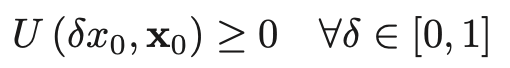 U (δx₀, 𝐱₀) ≥ 0 ∀δ ∈ [0, 1]